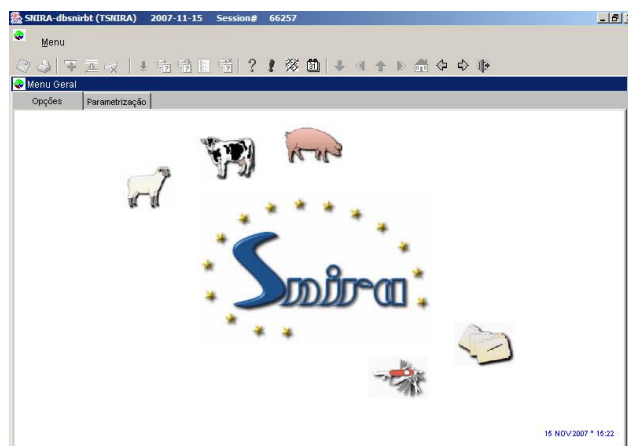 SNIRA-dbsnirbt (TSNIRA) 2007-11-15 Session# 66257
Menu
Menu Geral
Opções Parametrização
Snira
15 NOV 2007 * 15:22